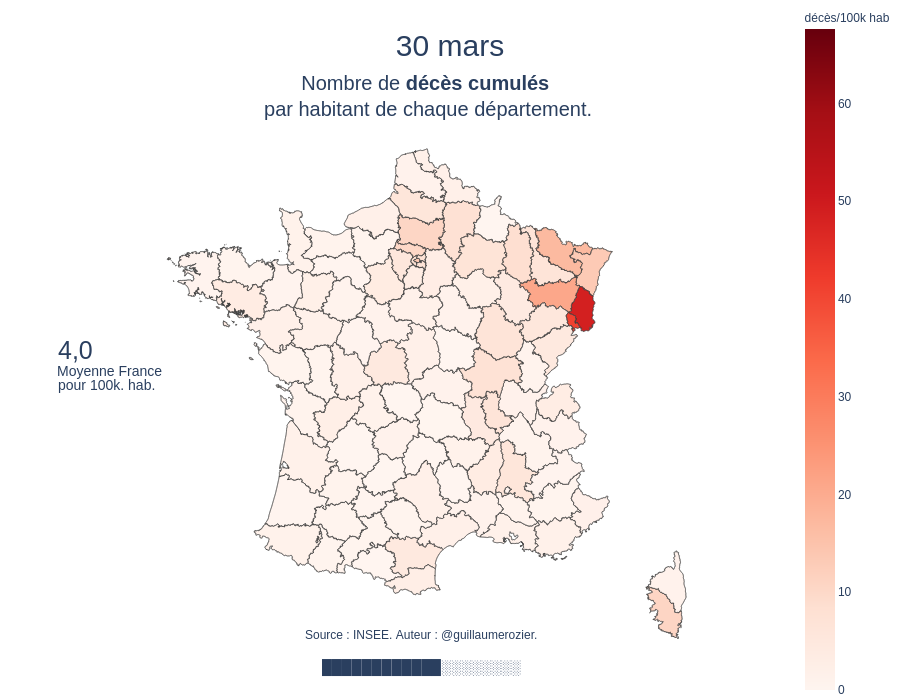 décès/100k hab
30 mars
Nombre de décès cumulés
par habitant de chaque département.
60
50
40
30
20
10
0
4,0
Moyenne France
pour 100k. hab.
Source : INSEE. Auteur : @guillaumerozier.